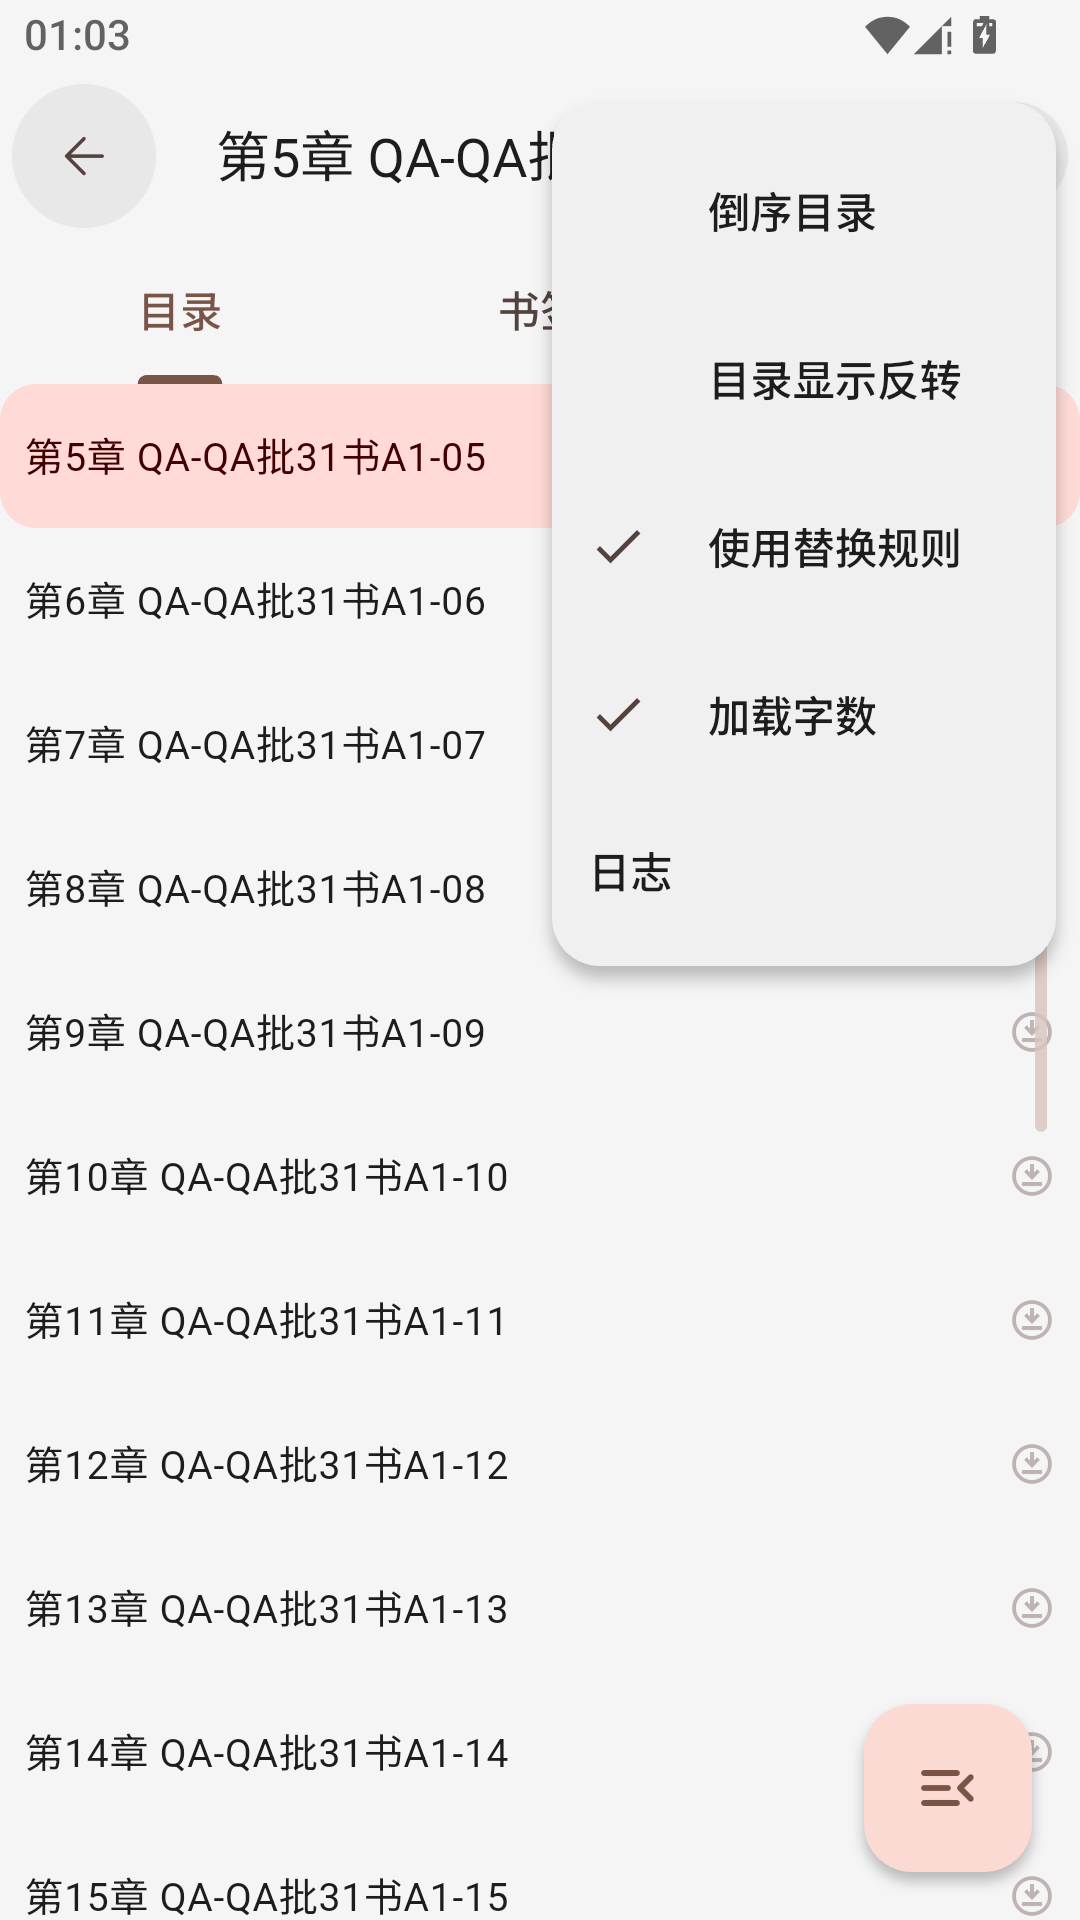 01:03
第5章 QA-QA
目录
书
倒序目录
目录显示反转
使用替换规则
加载字数
日志
第5章 QA-QA批31书A1-05
第6章 QA-QA批31书A1-06
第7章 QA-QA批31书A1-07
第8章 QA-QA批31书A1-08
第9章 QA-QA批31书A1-09
第10章 QA-QA批31书A1-10
第11章 QA-QA批31书A1-11
第12章 QA-QA批31书A1-12
第13章 QA-QA批31书A1-13
第14章 QA-QA批31书A1-14
第15章 QA-QA批31书A1-15